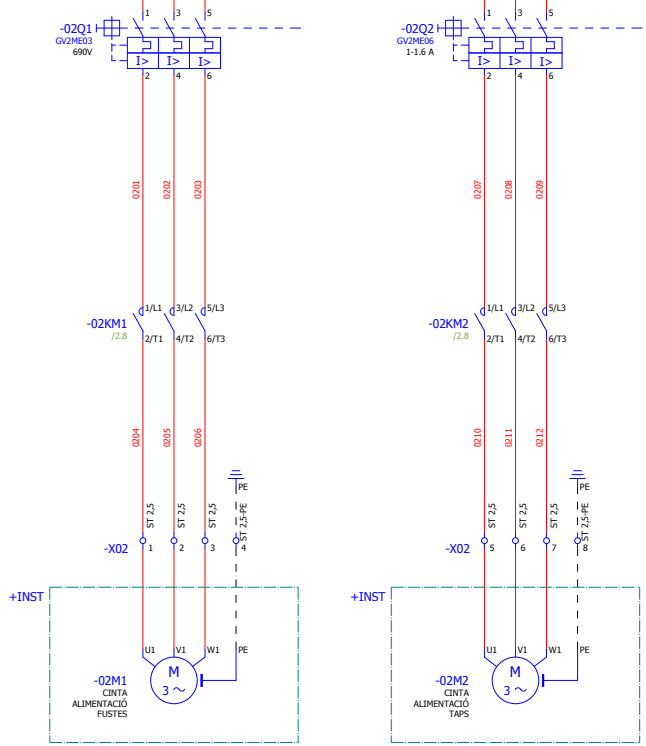 1 3 5
-02Q1
GV2ME03
690V
I> I> I>
2 4 6
0201 0202 0203
1/L1 3/L2 5/L3
-02KM1
/2.8
2/T1 4/T2 6/T3
0204 0205 0206
PE
ST 2,5 ST 2,5 ST 2,5 ST 2,5-PE
-X02
1 2 3 4
+INST
U1 V1 W1 PE
M
3 ~
-02M1
CINTA
ALIMENTACIÓ
FUSTES
1 3 5
-02Q2
GV2ME06
1-1.6 A
I> I> I>
2 4 6
0207 0208 0209
1/L1 3/L2 5/L3
-02KM2
/2.8
2/T1 4/T2 6/T3
0210 0211 0212
PE
ST 2,5 ST 2,5 ST 2,5 ST 2,5-PE
-X02
5 6 7 8
+INST
U1 V1 W1 PE
M
3 ~
-02M2
CINTA
ALIMENTACIÓ
TAPS